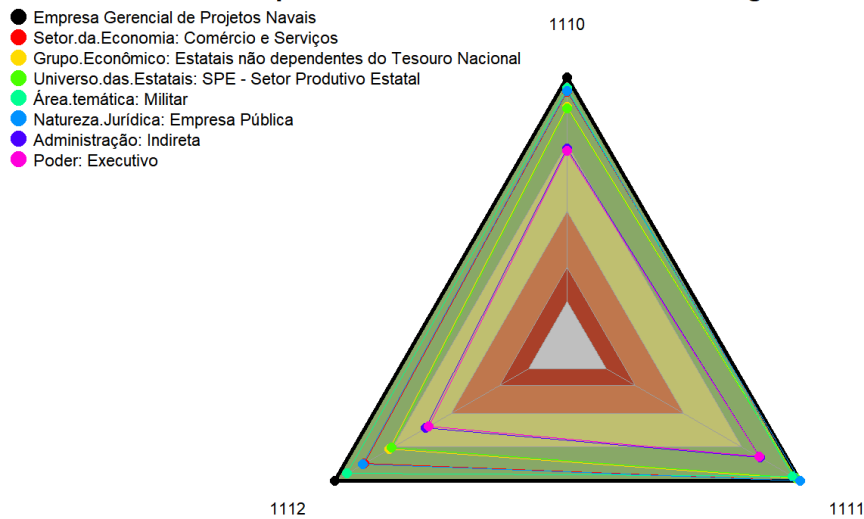 Empresa Gerencial de Projetos Navais
Setor.da.Economia: Comércio e Serviços
Grupo.Econômico: Estatais não dependentes do Tesouro Nacional
Universo.das.Estatais: SPE - Setor Produtivo Estatal
Área.temática: Militar
Natureza.Jurídica: Empresa Pública
Administração: Indireta
Poder: Executivo
1110
1112
1111